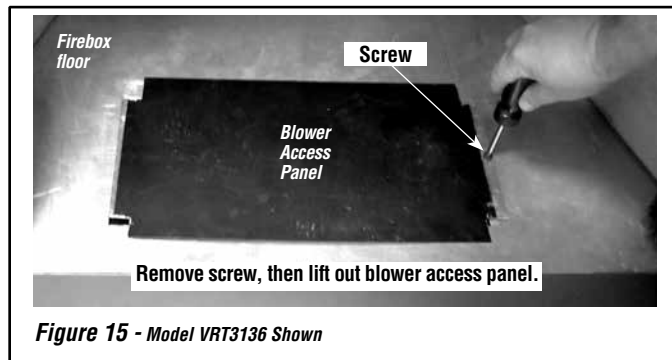 Firebox
floor
Screw
Blower
Access
Panel
Remove screw, then lift out blower access panel.
Figure 15 - Model VRT3136 Shown